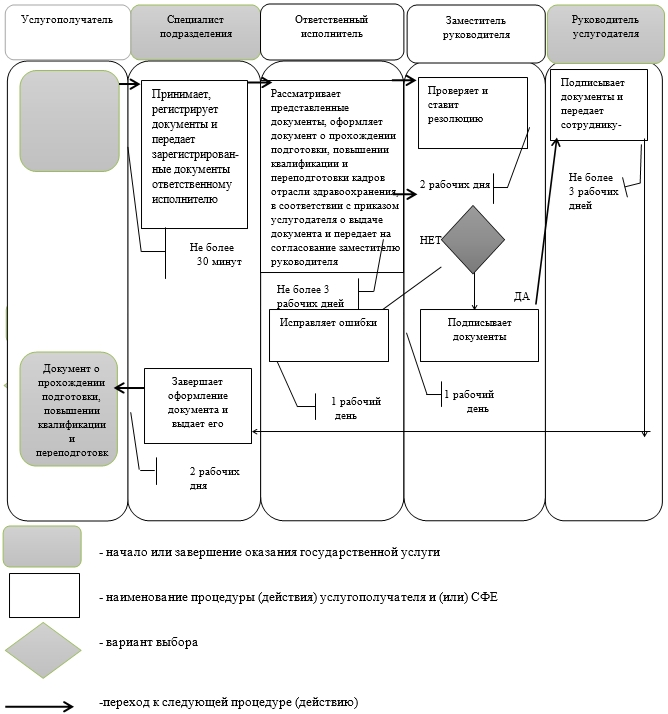 Услугополучатель
Специалист
подразделения
Ответственный
исполнитель
Заместитель
руководителя
Руководитель
услугодателя
Принимает,
регистрирует
документы и
передает
зарегистрирован-
ные документы
ответственному
исполнителю
Не более
30 минут
Рассматривает
представленные
документы, оформляет
документ о прохождении
подготовки, повышении
квалификации и
переподготовки кадров
отрасли здравоохранения,
в соответствии с приказом
услугодателя о выдаче
документа и передает на
согласование заместителю
руководителя
Не более 3
рабочих дней
Проверяет и
ставит
резолюцию
2 рабочих дня
НЕТ
ДА
Подписывает
документы и
передает
сотруднику-
Не более
3 рабочих
дней
Исправляет ошибки
1 рабочий
день
Подписывает
документы
1 рабочий
день
Документ о
прохождении
подготовки,
повышении
квалификации
и
переподготовк
Завершает
оформление
документа и
выдает его
2 рабочих
дня
- начало или завершение оказания государственной услуги
- наименование процедуры (действия) услугополучателя и (или) СФЕ
- вариант выбора
-переход к следующей процедуре (действию)